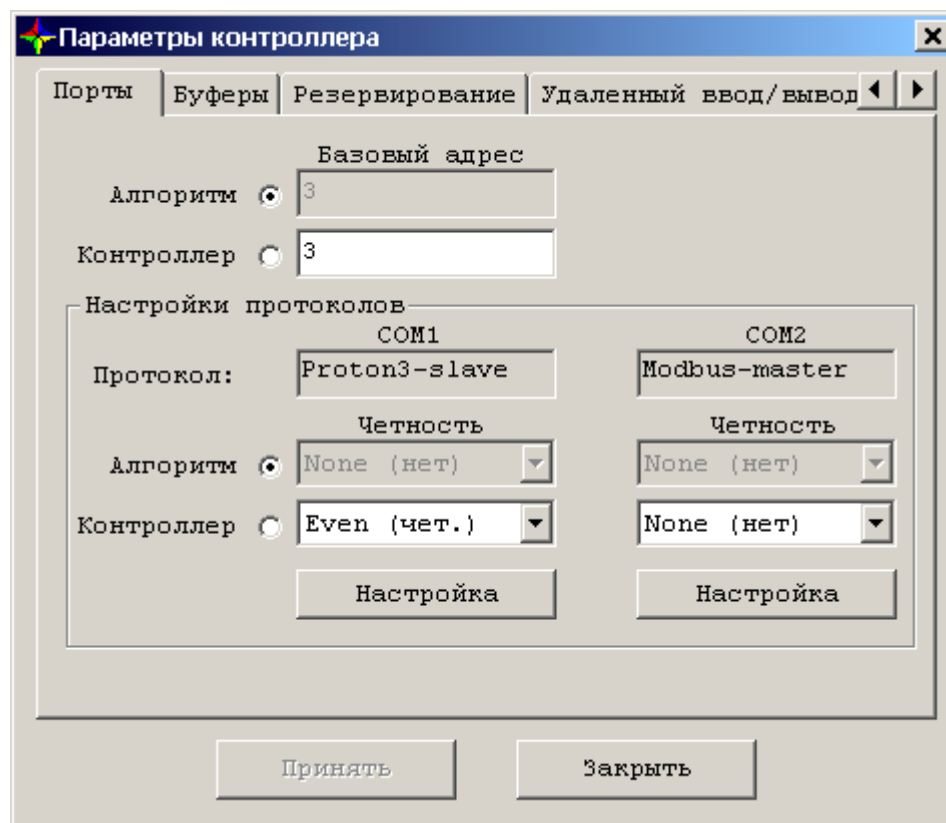 Параметры контроллера
Порты Буферы Резервирование Удаленный ввод/вывод
Базовый адрес
Алгоритм 3
Контроллер 3
Настройки протоколов
COM1 COM2
Протокол: Proton3-slave Modbus-master
Четность Четность
Алгоритм None (нет) None (нет)
Контроллер Even (чет.) None (нет)
Настройка Настройка
Принять Закрыть